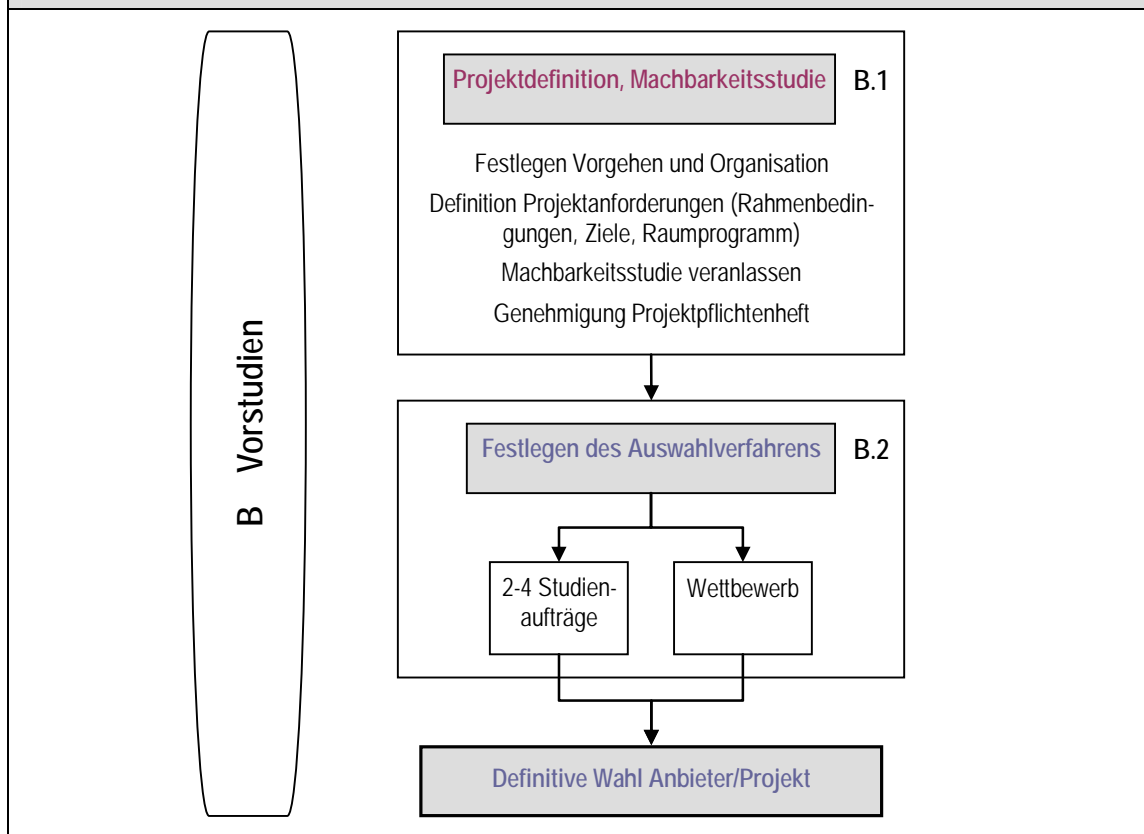 B Vorstudien
Projektdefinition, Machbarkeitsstudie
B.1
Festlegen Vorgehen und Organisation
Definition Projektanforderungen (Rahmenbedin-
gungen, Ziele, Raumprogramm)
Machbarkeitsstudie veranlassen
Genehmigung Projektpflichtenheft
Festlegen des Auswahlverfahrens
B.2
2-4 Studien-
aufträge
Wettbewerb
Definitive Wahl Anbieter/Projekt